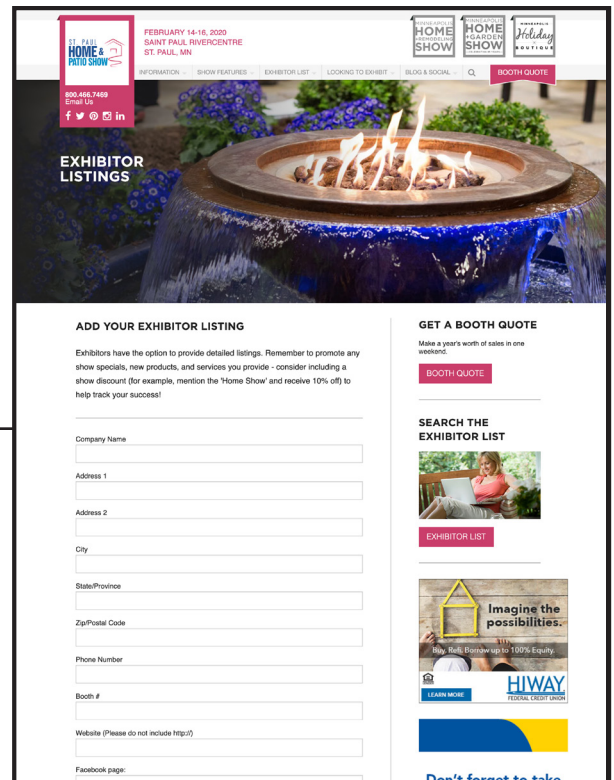 ST. PAUL
HOME &
PATIO SHOW
FEBRUARY 14-16, 2020
SAINT PAUL RIVERCENTRE
ST. PAUL, MN
MINNEAPOLIS
HOME
+REMODELING
SHOW
MINNEAPOLIS
HOME
+GARDEN
SHOW
MINNEAPOLIS
Holiday
BOUTIQUE
INFORMATION
SHOW FEATURES
EXHIBITOR LIST
LOOKING TO EXHIBIT
BLOG & SOCIAL
BOOTH QUOTE
800.466.7469
Email Us
EXHIBITOR
LISTINGS
ADD YOUR EXHIBITOR LISTING
Exhibitors have the option to provide detailed listings. Remember to promote any
show specials, new products, and services you provide - consider including a
show discount (for example, mention the 'Home Show' and receive 10% off) to
help track your success!
Company Name
Address 1
Address 2
City
State/Province
Zip/Postal Code
Phone Number
Booth #
Website (Please do not include http://)
Facebook page:
GET A BOOTH QUOTE
Make a year's worth of sales in one
weekend.
BOOTH QUOTE
SEARCH THE
EXHIBITOR LIST
EXHIBITOR LIST
Imagine the
possibilities.
Buy. Refi. Borrow up to 100% Equity.
LEARN MORE
HIWAY
FEDERAL CREDIT UNION
Don't forget to take